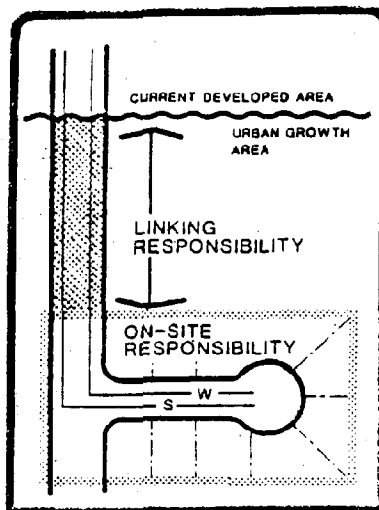 CURRENT DEVELOPED AREA
URBAN GROWTH
AREA
LINKING
RESPONSIBILITY
ON-SITE
RESPONSIBILITY
W
S